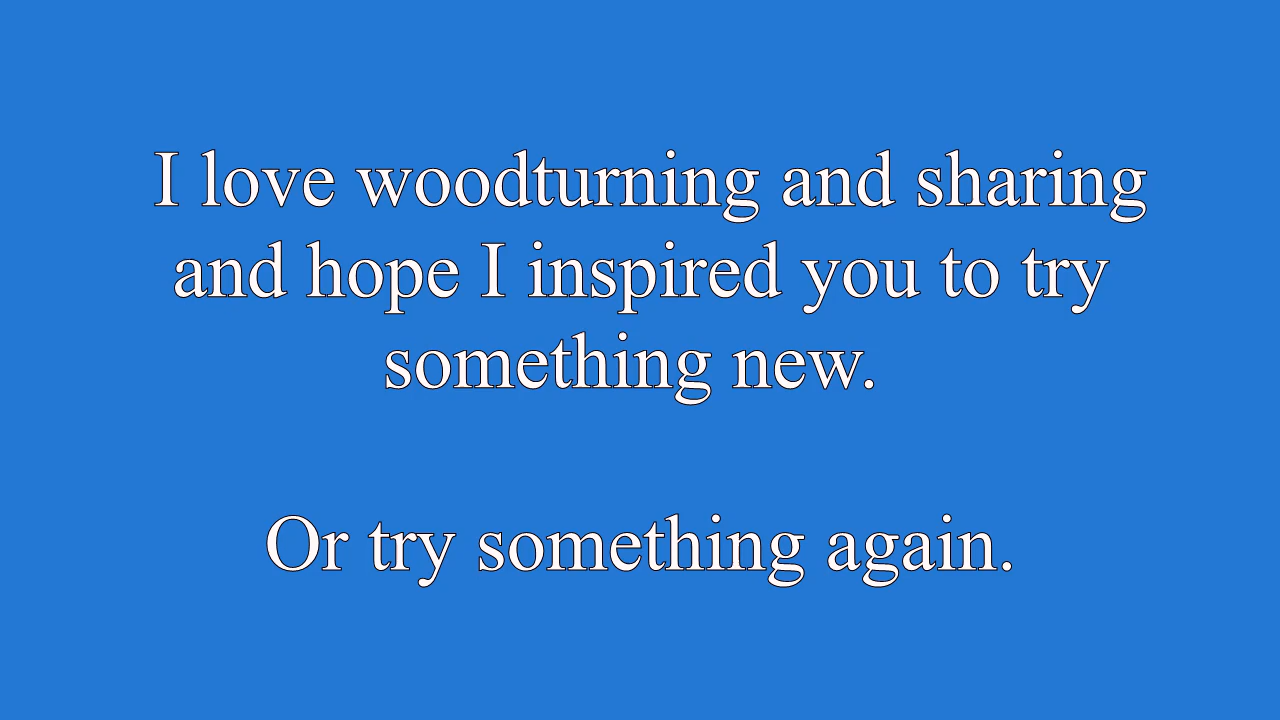 I love woodturning and sharing
and hope I inspired you to try
something new.
Or try something again.